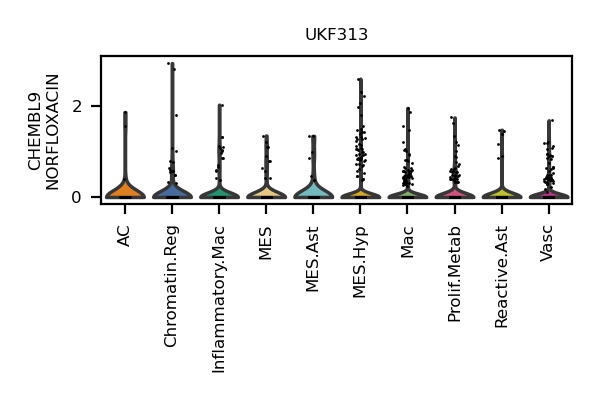 UKF313
CHEMBL9
NORFLOXACIN
2
0
AC
Chromatin.Reg
Inflammatory.Mac
MES
MES.Ast
MES.Hyp
Mac
Prolif.Metab
Reactive.Ast
Vasc